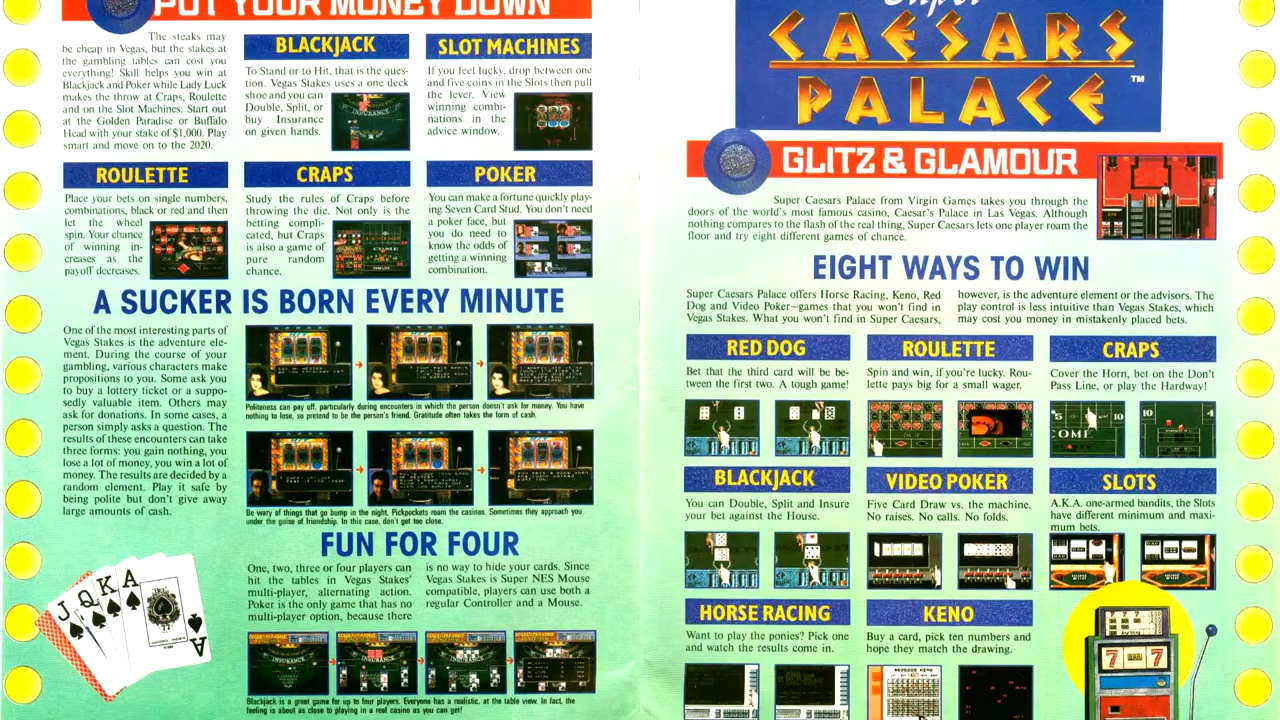 PUT YOUR MONEY DOWN
The steaks may
be cheap in Vegas, but the stakes at
the gambling tables can cost you
everything! Skill helps you win at
Blackjack and Poker while Lady Luck
makes the throw at Craps, Roulette
and on the Slot Machines. Start out
at the Golden Paradise or Buffalo
Head with your stake of $1,000. Play
smart and move on to the 2020.
BLACKJACK
To Stand or to Hit, that is the ques-
tion. Vegas Stakes uses a one deck
shoe and you can
Double, Split, or
buy Insurance
on given hands.
SLOT MACHINES
If you feel lucky, drop between one
and five coins in the Slots then pull
the lever. View
winning combi-
nations in the
advice window.
ROULETTE
Place your bets on single numbers,
combinations, black or red and then
let the wheel
spin. Your chance
of winning in-
creases as the
payoff decreases.
CRAPS
Study the rules of Craps before
throwing the die. Not only is the
betting compli-
cated, but Craps
is also a game of
pure random
chance.
POKER
You can make a fortune quickly play-
ing Seven Card Stud. You don't need
a poker face, but
you do need to
know the odds of
getting a winning
combination.
A SUCKER IS BORN EVERY MINUTE
One of the most interesting parts of
Vegas Stakes is the adventure ele-
ment. During the course of your
gambling, various characters make
propositions to you. Some ask you
to buy a lottery ticket or a suppo-
sedly valuable item. Others may
ask for donations. In some cases, a
person simply asks a question. The
results of these encounters can take
three forms: you gain nothing, you
lose a lot of money, you win a lot of
money. The results are decided by a
random element. Play it safe by
being polite but don't give away
large amounts of cash.
Politeness can pay off, particularly during encounters in which the person doesn't ask for money. You have
nothing to lose, so pretend to be the person's friend. Gratitude often takes the form of cash.
Be wary of things that go bump in the night. Pickpockets roam the casinos. Sometimes they approach you
under the guise of friendship. In this case, don't get too close.
FUN FOR FOUR
One, two, three or four players can
hit the tables in Vegas Stakes'
multi-player, alternating action.
Poker is the only game that has no
multi-player option, because there
is no way to hide your cards. Since
Vegas Stakes is Super NES Mouse
compatible, players can use both a
regular Controller and a Mouse.
J Q K A
A
INSURANCE
INSURANCE
INSURANCE
Blackjack is a great game for up to four players. Everyone has a realistic, at the table view. In fact, the
feeling is about as close to playing in a real casino as you can get!
Super
CAESARS
PALACE™
GLITZ & GLAMOUR
Super Caesars Palace from Virgin Games takes you through the
doors of the world's most famous casino, Caesar's Palace in Las Vegas. Although
nothing compares to the flash of the real thing, Super Caesars lets one player roam the
floor and try eight different games of chance.
EIGHT WAYS TO WIN
Super Caesars Palace offers Horse Racing, Keno, Red
Dog and Video Poker—games that you won't find in
Vegas Stakes. What you won't find in Super Caesars,
however, is the adventure element or the advisors. The
play control is less intuitive than Vegas Stakes, which
may cost you money in mistakenly placed bets.
RED DOG
Bet that the third card will be be-
tween the first two. A tough game!
ROULETTE
Spin and win, if you're lucky. Rou-
lette pays big for a small wager.
CRAPS
Cover the Horn, bet on the Don't
Pass Line, or play the Hardway!
5 10
COME
10 4
BLACKJACK
You can Double, Split and Insure
your bet against the House.
VIDEO POKER
Five Card Draw vs. the machine.
No raises. No calls. No folds.
SLOTS
A.K.A. one-armed bandits, the Slots
have different minimum and maxi-
mum bets.
HORSE RACING
Want to play the ponies? Pick one
and watch the results come in.
KENO
Buy a card, pick ten numbers and
hope they match the drawing.
7 BAR 7